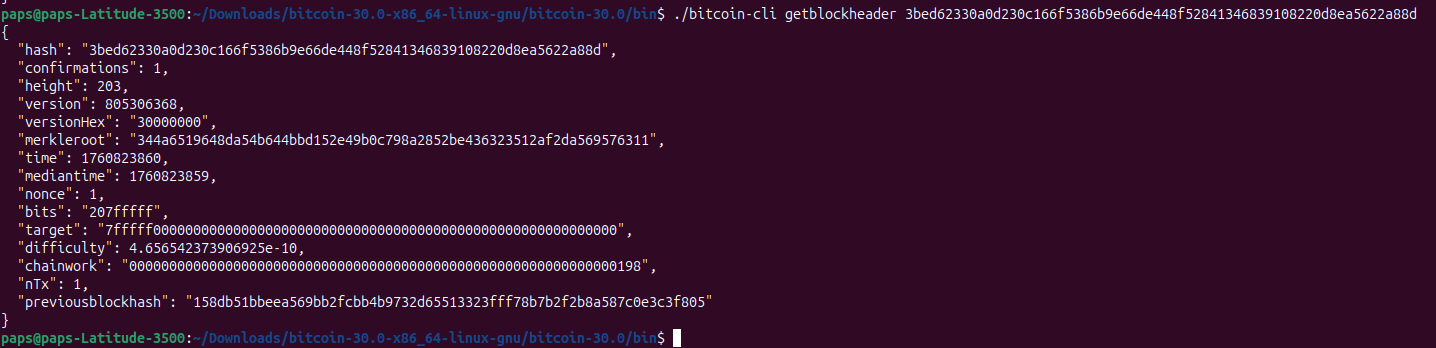 paps@paps-Latitude-3500:~/Downloads/bitcoin-30.0-x86_64-linux-gnu/bitcoin-30.0/bin$ ./bitcoin-cli getblockheader 3bed62330a0d230c166f5386b9e66de448f52841346839108220d8ea5622a88d
{
  "hash": "3bed62330a0d230c166f5386b9e66de448f52841346839108220d8ea5622a88d",
  "confirmations": 1,
  "height": 203,
  "version": 805306368,
  "versionHex": "30000000",
  "merkleroot": "344a6519648da54b644bbd152e49b0c798a2852be436323512af2da569576311",
  "time": 1760823860,
  "mediantime": 1760823859,
  "nonce": 1,
  "bits": "207fffff",
  "target": "7fffff0000000000000000000000000000000000000000000000000000000000",
  "difficulty": 4.656542373906925e-10,
  "chainwork": "0000000000000000000000000000000000000000000000000000000000000198",
  "nTx": 1,
  "previousblockhash": "158db51bbeea569bb2fcbb4b9732d65513323fff78b7b2f2b8a587c0e3c3f805"
}
paps@paps-Latitude-3500:~/Downloads/bitcoin-30.0-x86_64-linux-gnu/bitcoin-30.0/bin$